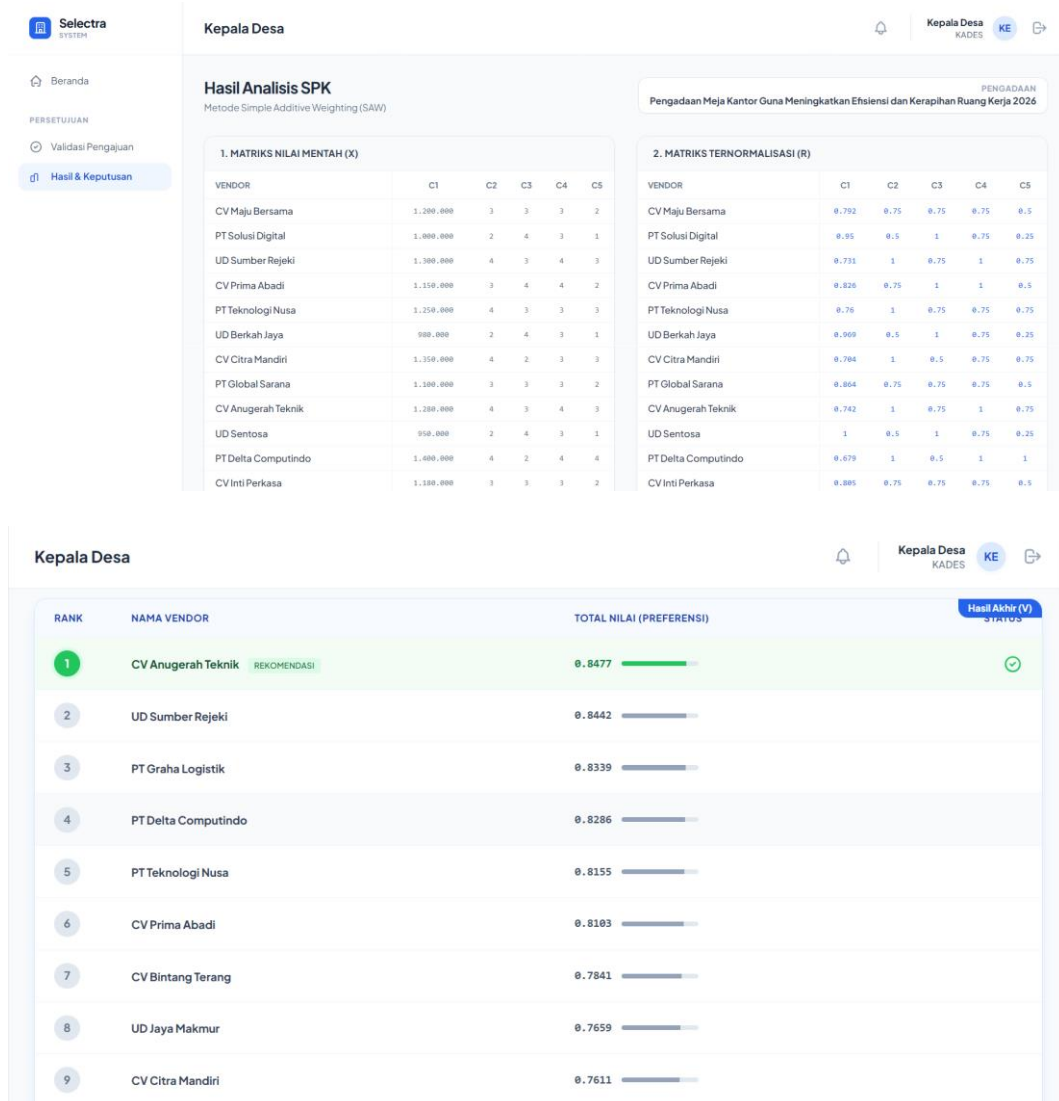 Selectra
SYSTEM
Kepala Desa
Kepala Desa
KADES
KE
Beranda
PERSETUJUAN
Validasi Pengajuan
Hasil & Keputusan
Hasil Analisis SPK
Metode Simple Additive Weighting (SAW)
PENGADAAN
Pengadaan Meja Kantor Guna Meningkatkan Efisiensi dan Kerapihan Ruang Kerja 2026
1. MATRIKS NILAI MENTAH (X)
VENDOR C1 C2 C3 C4 C5
CV Maju Bersama 1.200.000 3 3 3 2
PT Solusi Digital 1.000.000 2 4 3 1
UD Sumber Rejeki 1.300.000 4 3 4 3
CV Prima Abadi 1.150.000 3 4 4 2
PT Teknologi Nusa 1.250.000 4 3 3 3
UD Berkah Jaya 980.000 2 4 3 1
CV Citra Mandiri 1.350.000 4 2 3 3
PT Global Sarana 1.100.000 3 3 3 2
CV Anugerah Teknik 1.280.000 4 3 4 3
UD Sentosa 950.000 2 4 3 1
PT Delta Computindo 1.400.000 4 2 4 4
CV Inti Perkasa 1.180.000 3 3 3 2
2. MATRIKS TERNORMALISASI (R)
VENDOR C1 C2 C3 C4 C5
CV Maju Bersama 0.792 0.75 0.75 0.75 0.5
PT Solusi Digital 0.95 0.5 1 0.75 0.25
UD Sumber Rejeki 0.731 1 0.75 1 0.75
CV Prima Abadi 0.826 0.75 1 1 0.5
PT Teknologi Nusa 0.76 1 0.75 0.75 0.75
UD Berkah Jaya 0.969 0.5 1 0.75 0.25
CV Citra Mandiri 0.704 1 0.5 0.75 0.75
PT Global Sarana 0.864 0.75 0.75 0.75 0.5
CV Anugerah Teknik 0.742 1 0.75 1 0.75
UD Sentosa 1 0.5 1 0.75 0.25
PT Delta Computindo 0.679 1 0.5 1 1
CV Inti Perkasa 0.805 0.75 0.75 0.75 0.5
Kepala Desa
Kepala Desa
KADES
KE
Hasil Akhir (V)
RANK NAMA VENDOR TOTAL NILAI (PREFERENSI) STATUS
1 CV Anugerah Teknik REKOMENDASI 0.8477
2 UD Sumber Rejeki 0.8442
3 PT Graha Logistik 0.8339
4 PT Delta Computindo 0.8286
5 PT Teknologi Nusa 0.8155
6 CV Prima Abadi 0.8103
7 CV Bintang Terang 0.7841
8 UD Jaya Makmur 0.7659
9 CV Citra Mandiri 0.7611